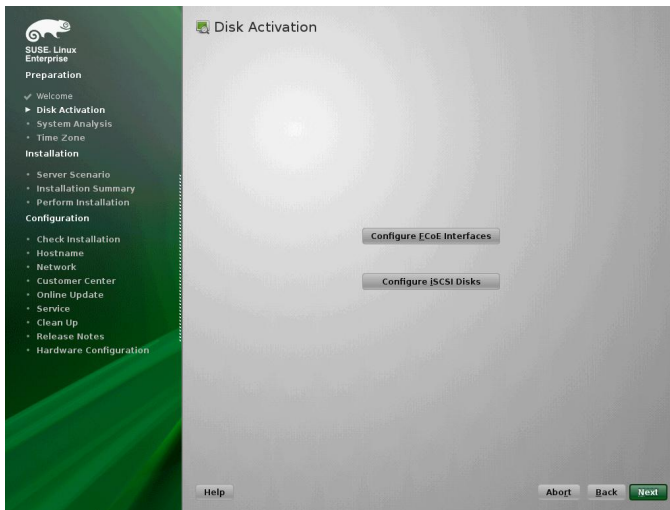 SUSE. Linux
Enterprise
Preparation
Welcome
Disk Activation
System Analysis
Time Zone
Installation
Server Scenario
Installation Summary
Perform Installation
Configuration
Check Installation
Hostname
Network
Customer Center
Online Update
Service
Clean Up
Release Notes
Hardware Configuration
Disk Activation
Configure FCoE Interfaces
Configure iSCSI Disks
Help
Abort
Back
Next